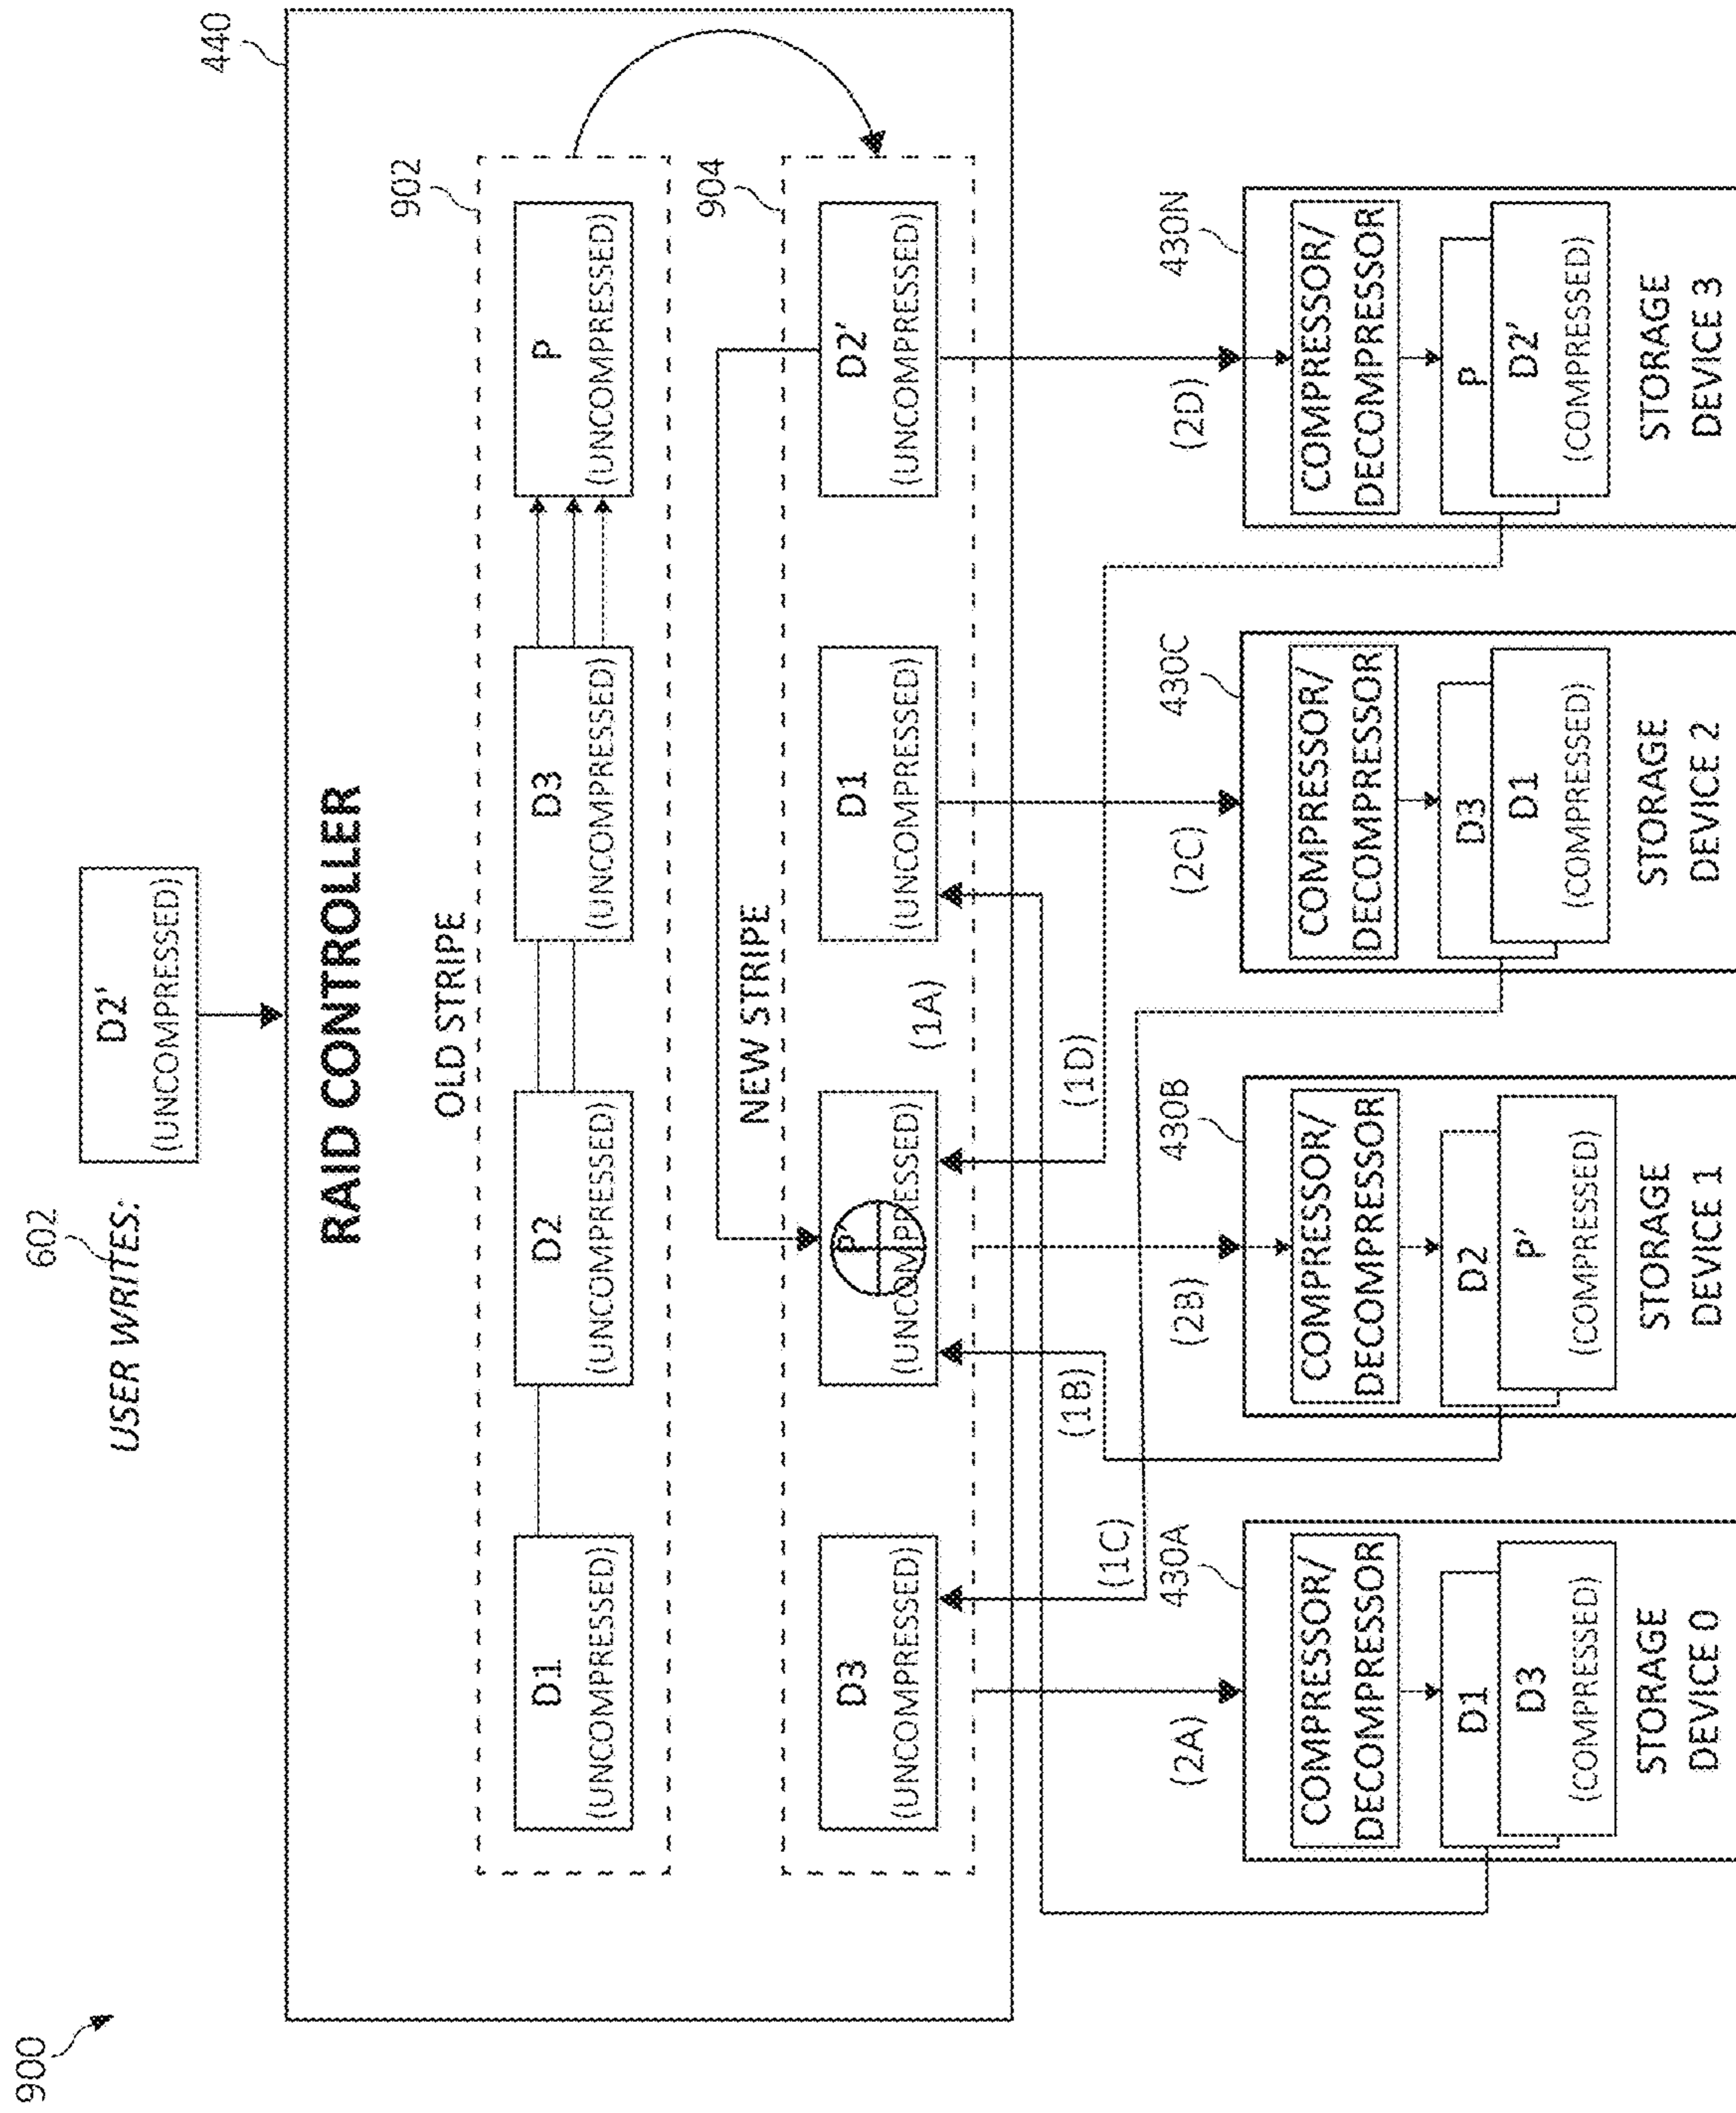 900
602
USER WRITES:
D2'
(UNCOMPRESSED)
440
RAID CONTROLLER
OLD STRIPE
902
D1
(UNCOMPRESSED)
D2
(UNCOMPRESSED)
D3
(UNCOMPRESSED)
P
(UNCOMPRESSED)
NEW STRIPE
904
D3
(UNCOMPRESSED)
P'
(UNCOMPRESSED)
D1
(UNCOMPRESSED)
D2'
(UNCOMPRESSED)
(1A)
(1B)
(1D)
(1C)
(2A)
430A
(2B)
430B
(2C)
430C
(2D)
430N
COMPRESSOR/
DECOMPRESSOR
D1
D3
(COMPRESSED)
STORAGE
DEVICE 0
COMPRESSOR/
DECOMPRESSOR
D2
P'
(COMPRESSED)
STORAGE
DEVICE 1
COMPRESSOR/
DECOMPRESSOR
D3
D1
(COMPRESSED)
STORAGE
DEVICE 2
COMPRESSOR/
DECOMPRESSOR
P
D2'
(COMPRESSED)
STORAGE
DEVICE 3